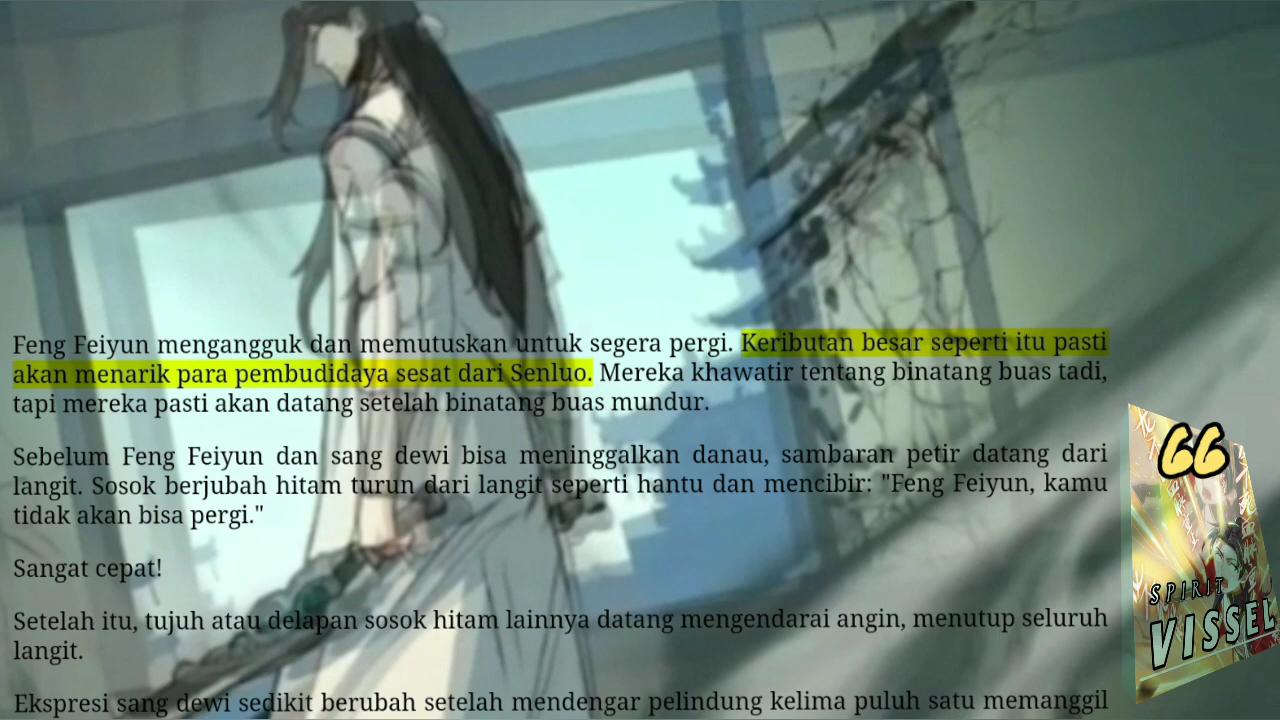 Feng Feiyun mengangguk dan memutuskan untuk segera pergi. Keributan besar seperti itu pasti
akan menarik para pembudidaya sesat dari Senluo. Mereka khawatir tentang binatang buas tadi,
tapi mereka pasti akan datang setelah binatang buas mundur.
Sebelum Feng Feiyun dan sang dewi bisa meninggalkan danau, sambaran petir datang dari
langit. Sosok berjubah hitam turun dari langit seperti hantu dan mencibir: "Feng Feiyun, kamu
tidak akan bisa pergi."
Sangat cepat!
Setelah itu, tujuh atau delapan sosok hitam lainnya datang mengendarai angin, menutup seluruh
langit.
Ekspresi sang dewi sedikit berubah setelah mendengar pelindung kelima puluh satu memanggil
66
SPIRIT
VISSEL